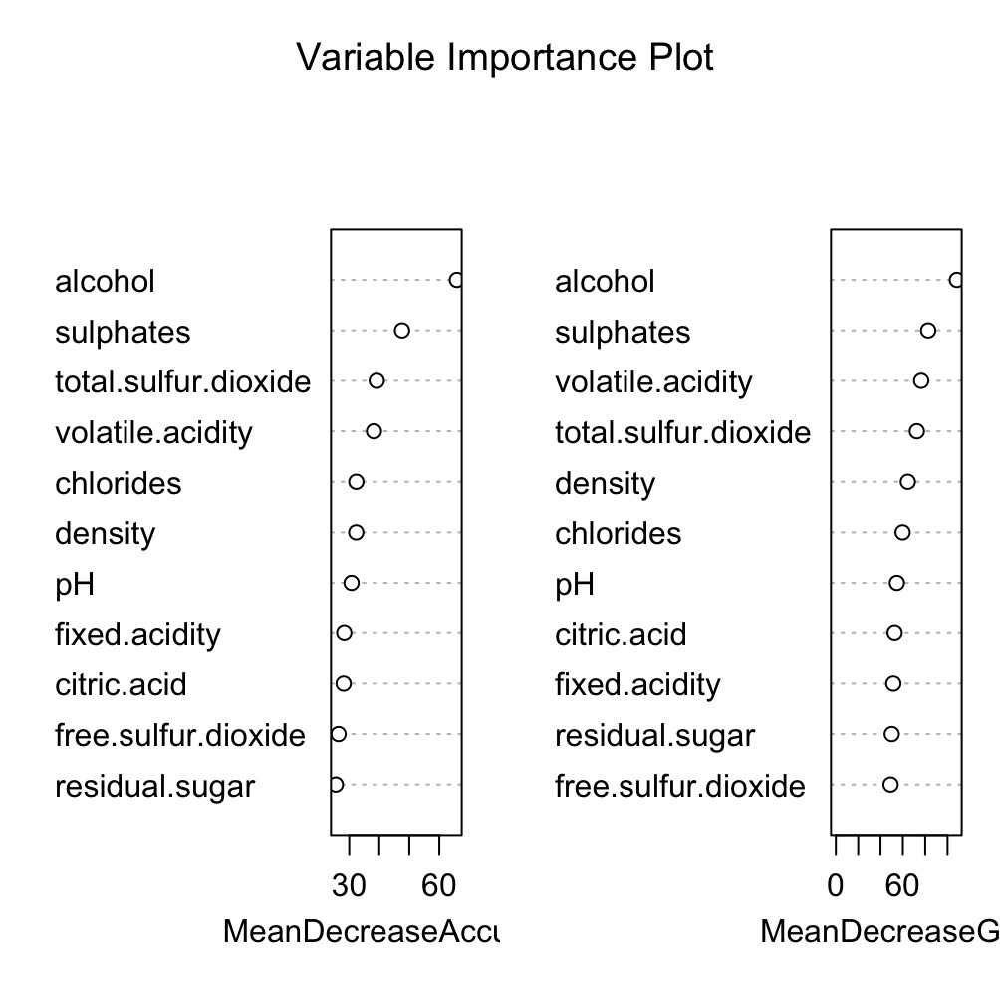 Variable Importance Plot
alcohol
sulphates
total.sulfur.dioxide
volatile.acidity
chlorides
density
pH
fixed.acidity
citric.acid
free.sulfur.dioxide
residual.sugar
30 60
MeanDecreaseAccu
alcohol
sulphates
volatile.acidity
total.sulfur.dioxide
density
chlorides
pH
citric.acid
fixed.acidity
residual.sugar
free.sulfur.dioxide
0 60
MeanDecreaseG